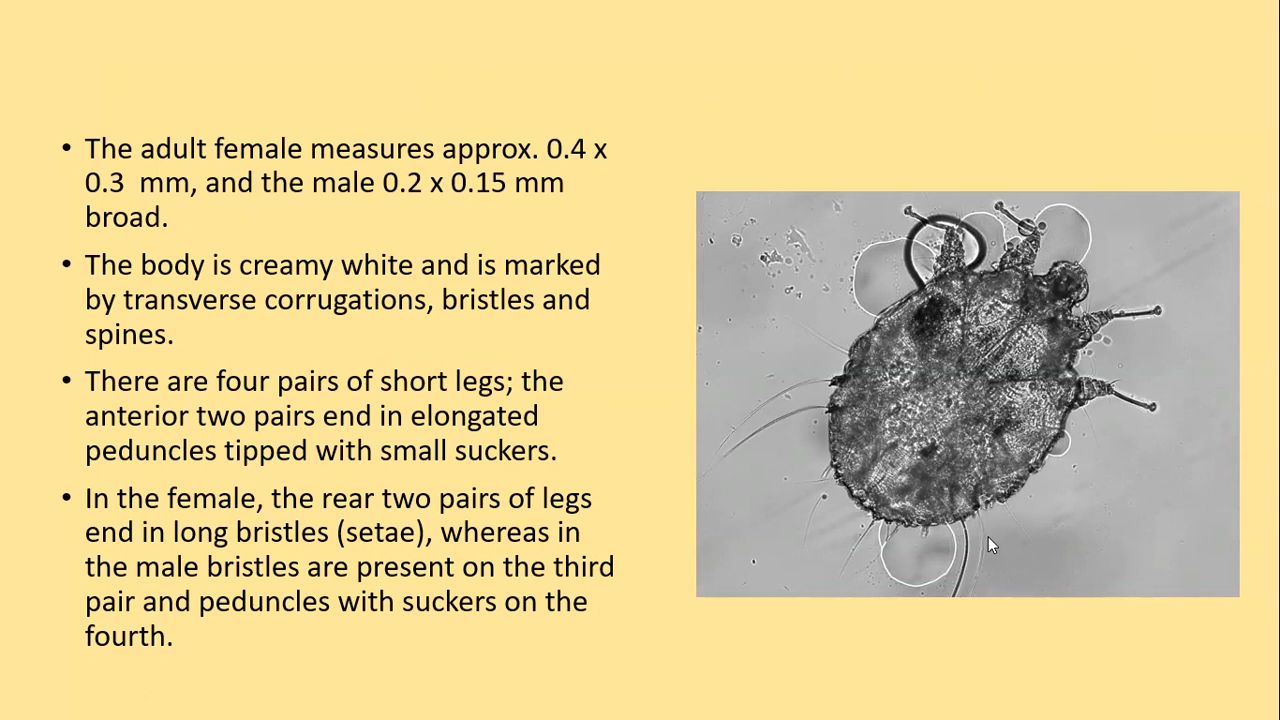 • The adult female measures approx. 0.4 x
0.3  mm, and the male 0.2 x 0.15 mm
broad.
• The body is creamy white and is marked
by transverse corrugations, bristles and
spines.
• There are four pairs of short legs; the
anterior two pairs end in elongated
peduncles tipped with small suckers.
• In the female, the rear two pairs of legs
end in long bristles (setae), whereas in
the male bristles are present on the third
pair and peduncles with suckers on the
fourth.